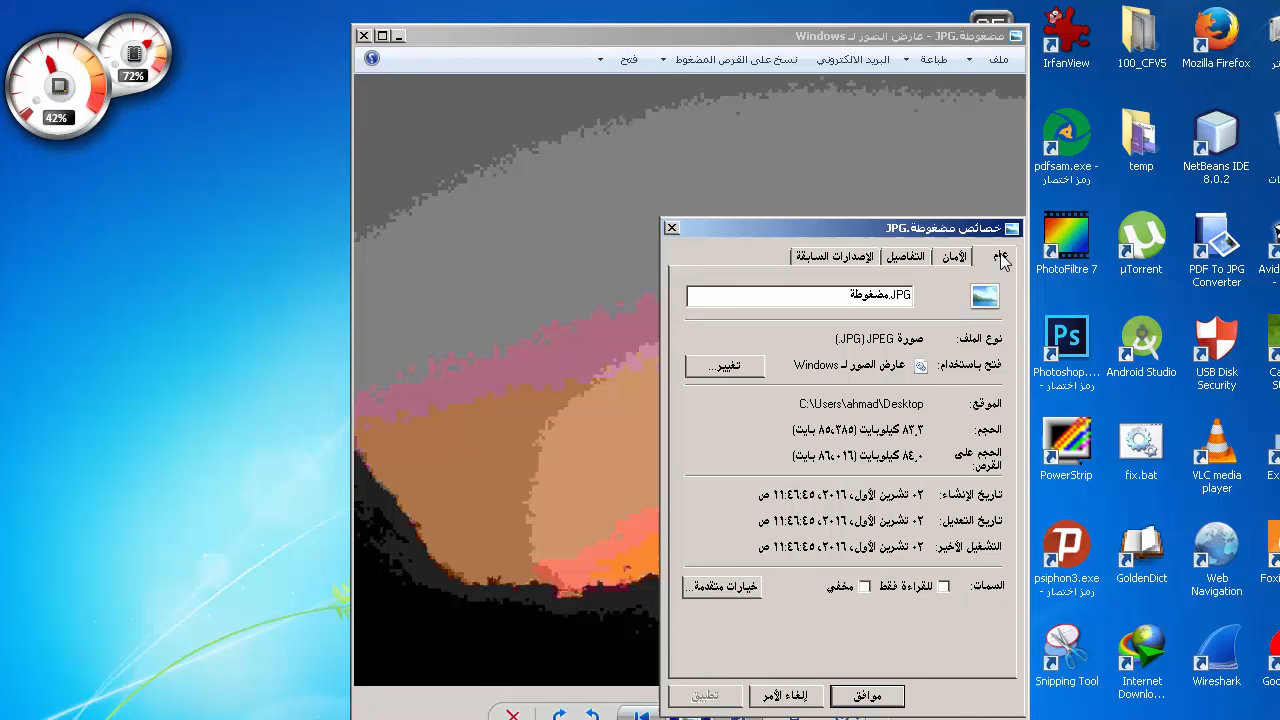 72%
42%
مضغوطة.JPG - عارض الصور لـ Windows
ملف
طباعة
البريد الالكتروني
نسخ على القرص المضغوط
فتح
خصائص مضغوطة.JPG
عام
الأمان
التفاصيل
الإصدارات السابقة
مضغوطة.JPG
نوع الملف: صورة JPEG (.JPG)
فتح باستخدام: عارض الصور لـ Windows
تغيير...
الموقع: C:\Users\ahmad\Desktop
الحجم: ٨٣,٣ كيلوبايت (٨٥،٣٨٥ بايت)
الحجم على القرص: ٨٤,٠ كيلوبايت (٨٦،٠١٦ بايت)
تاريخ الإنشاء: ٠٢ تشرين الأول، ٢٠١٦، ١١:٤٦:٤٥ ص
تاريخ التعديل: ٠٢ تشرين الأول، ٢٠١٦، ١١:٤٦:٤٥ ص
التشغيل الأخير: ٠٢ تشرين الأول، ٢٠١٦، ١١:٤٦:٤٥ ص
السمات:
للقراءة فقط
مخفي
خيارات متقدمة...
موافق
إلغاء الأمر
تطبيق
IrfanView
100_CFV5
Mozilla Firefox
pdfsam.exe - رمز اختصار
temp
NetBeans IDE 8.0.2
PhotoFiltre 7
µTorrent
PDF To JPG Converter
Ps
Photoshop.... رمز اختصار -
Android Studio
USB Disk Security
PowerStrip
fix.bat
VLC media player
psiphon3.exe رمز اختصار -
GoldenDict
Web Navigation
Snipping Tool
Internet Downlo...
Wireshark